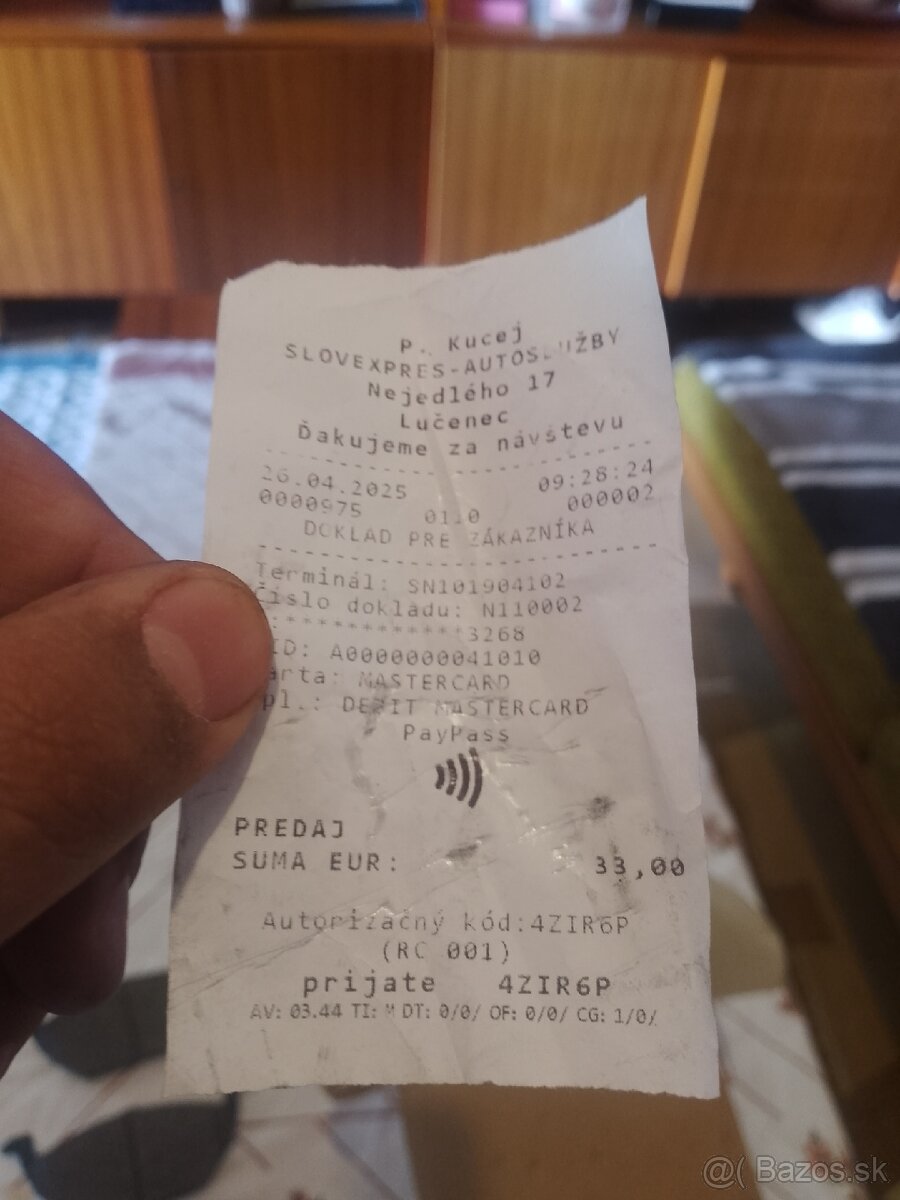 P. Kucej
SLOVEXPRES-AUTOSLUŽBY
Nejedlého 17
Lučenec
Ďakujeme za návštevu
26.04.2025 09:28:24
0000975 0110 000002
DOKLAD PRE ZÁKAZNÍKA
Terminál: SN101904102
Číslo dokladu: N110002
:************3268
ID: A0000000041010
arta: MASTERCARD
pl.: DEBIT MASTERCARD
PayPass
PREDAJ
SUMA EUR: 33,00
Autorizačný kód:4ZIR6P
(RC 001)
prijate 4ZIR6P
AV: 03.44 TI: M DT: 0/0/ OF: 0/0/ CG: 1/0/
@( Bazos.sk